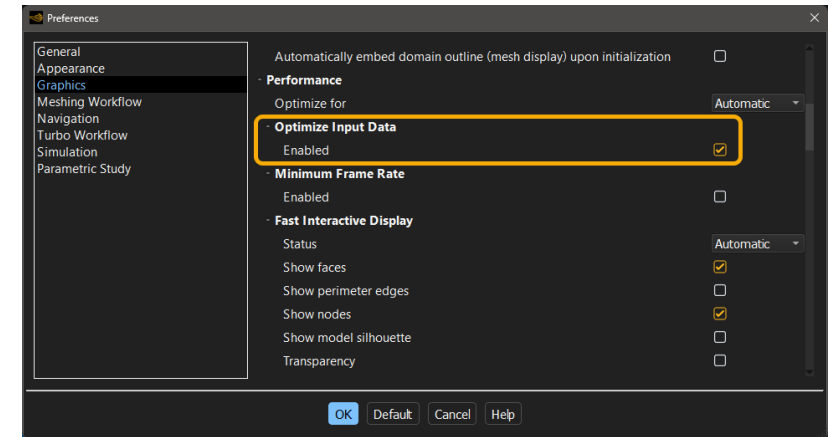 Preferences
General
Appearance
Graphics
Meshing Workflow
Navigation
Turbo Workflow
Simulation
Parametric Study
Automatically embed domain outline (mesh display) upon initialization
Performance
Optimize for Automatic
Optimize Input Data
Enabled
Minimum Frame Rate
Enabled
Fast Interactive Display
Status Automatic
Show faces
Show perimeter edges
Show nodes
Show model silhouette
Transparency
OK Default Cancel Help